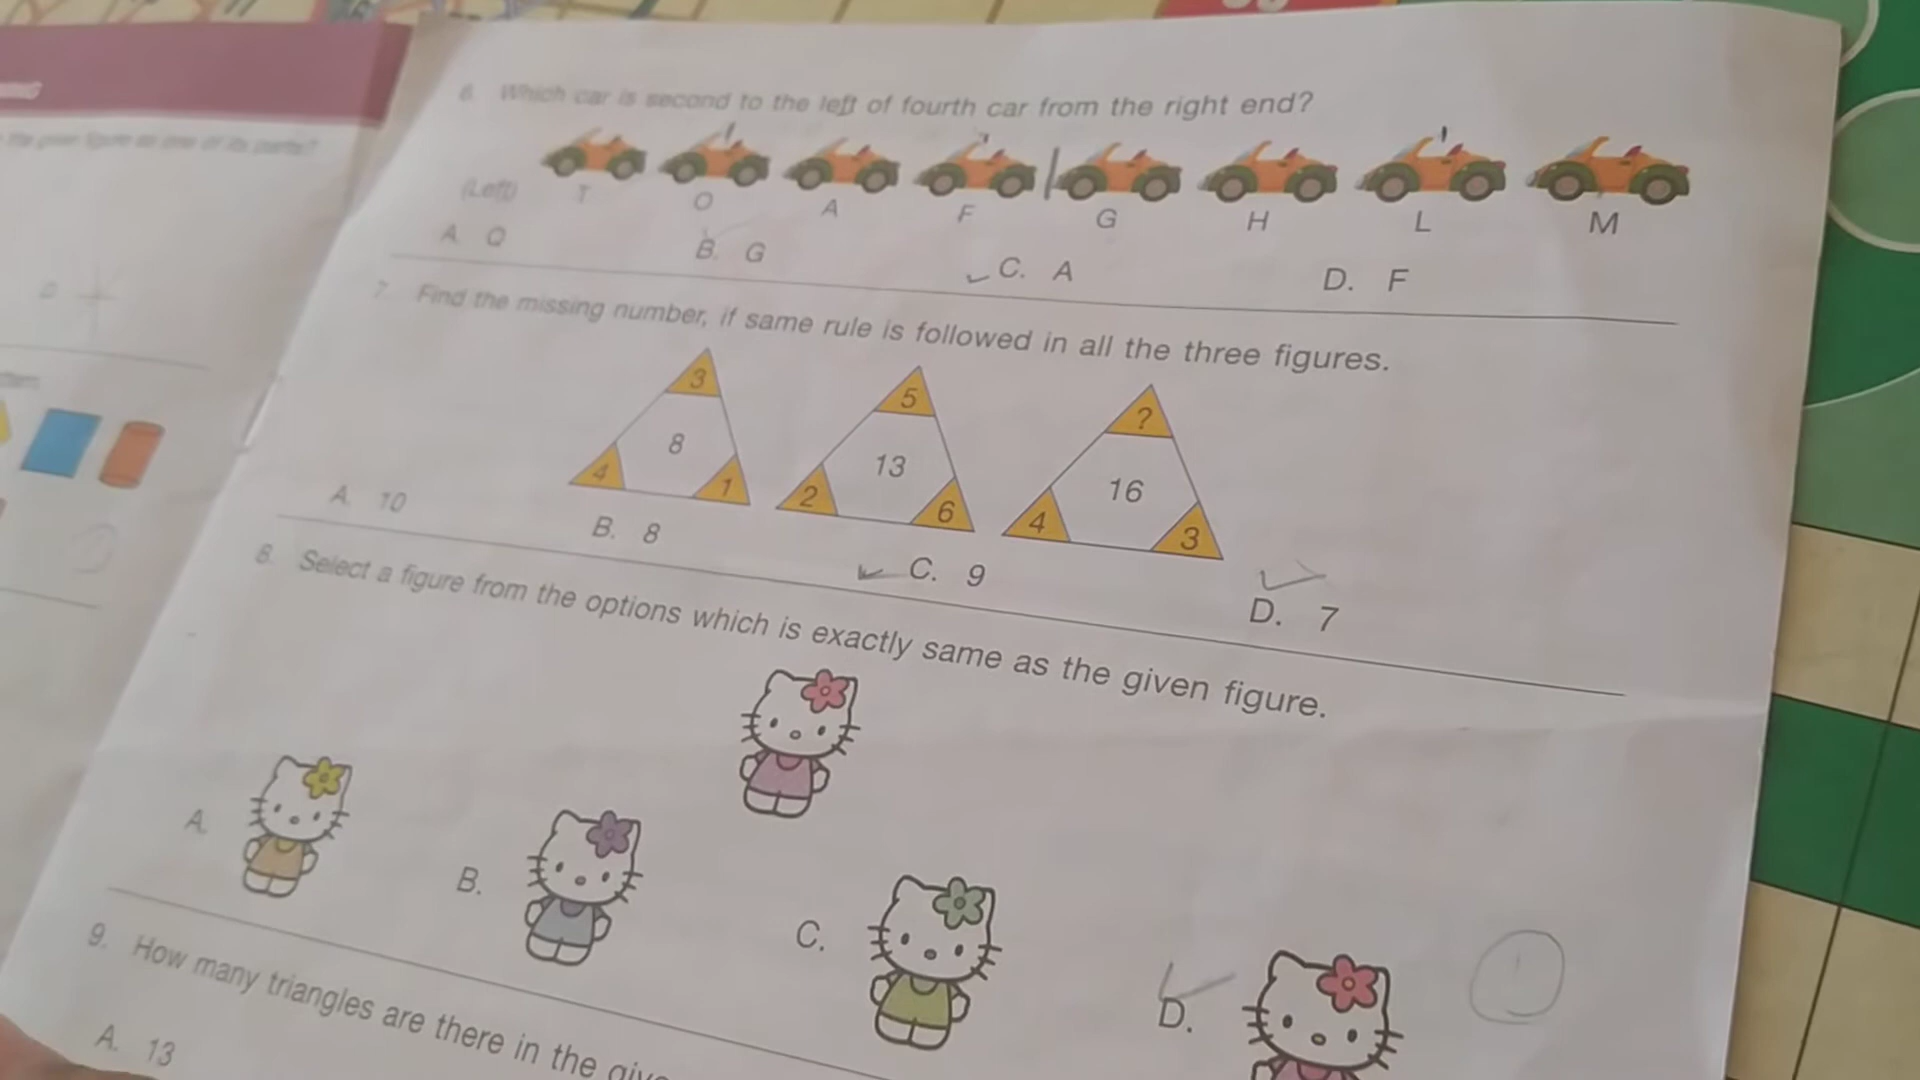 6. Which car is second to the left of fourth car from the right end?
(Left) T O A F G H L M
A. Q B. G C. A D. F
7. Find the missing number, if same rule is followed in all the three figures.
3 5 ?
8 13 16
4 1 2 6 4 3
A. 10 B. 8 C. 9 D. 7
8. Select a figure from the options which is exactly same as the given figure.
A. B. C. D.
9. How many triangles are there in the
A. 13